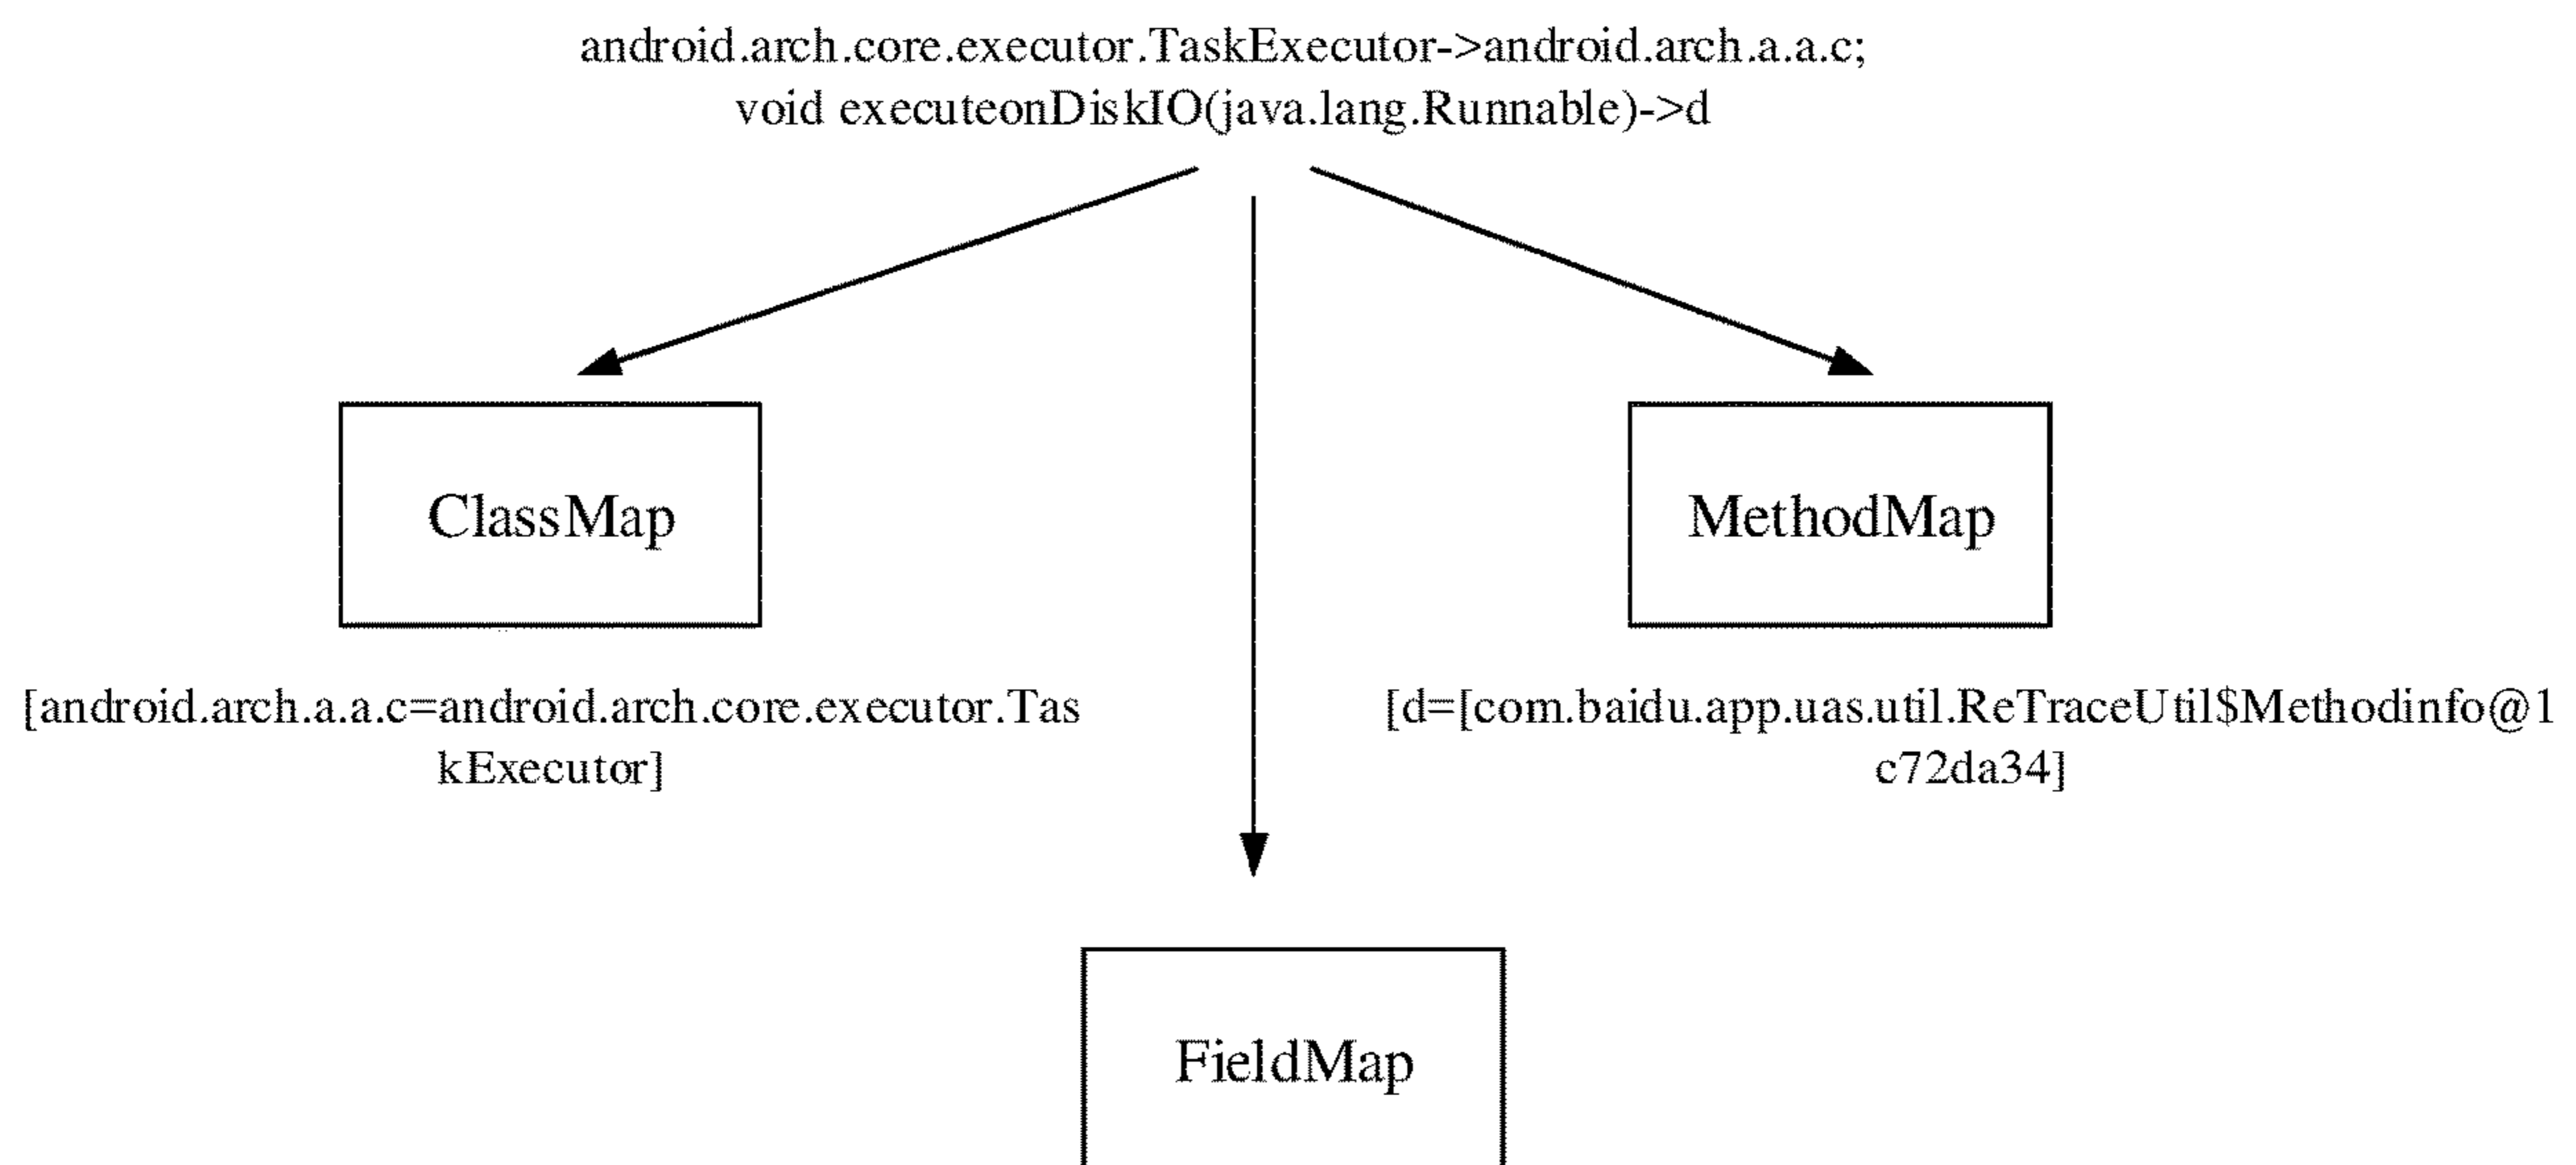 android.arch.core.executor.TaskExecutor->android.arch.a.a.c;
void executeonDiskIO(java.lang.Runnable)->d
ClassMap
MethodMap
[android.arch.a.a.c=android.arch.core.executor.Tas
kExecutor]
[d=[com.baidu.app.uas.util.ReTraceUtil$Methodinfo@1
c72da34]
FieldMap